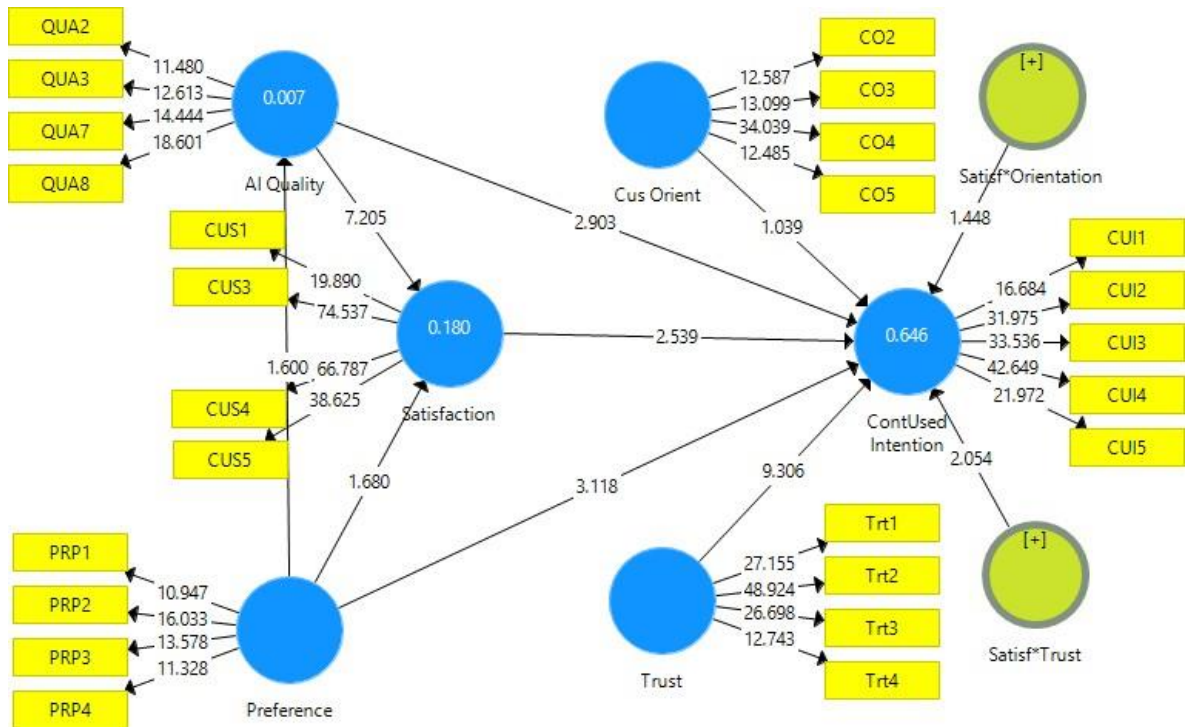 QUA2
QUA3
QUA7
QUA8
11.480
12.613
14.444
18.601
0.007
AI Quality
CO2
CO3
CO4
CO5
12.587
13.099
34.039
12.485
Cus Orient
[+]
Satisf*Orientation
7.205
2.903
1.039
1.448
CUS1
CUS3
CUS4
CUS5
19.890
74.537
66.787
38.625
0.180
Satisfaction
1.600
2.539
0.646
ContUsed
Intention
CUI1
CUI2
CUI3
CUI4
CUI5
16.684
31.975
33.536
42.649
21.972
1.680
3.118
9.306
2.054
PRP1
PRP2
PRP3
PRP4
10.947
16.033
13.578
11.328
Preference
Trt1
Trt2
Trt3
Trt4
27.155
48.924
26.698
12.743
Trust
[+]
Satisf*Trust